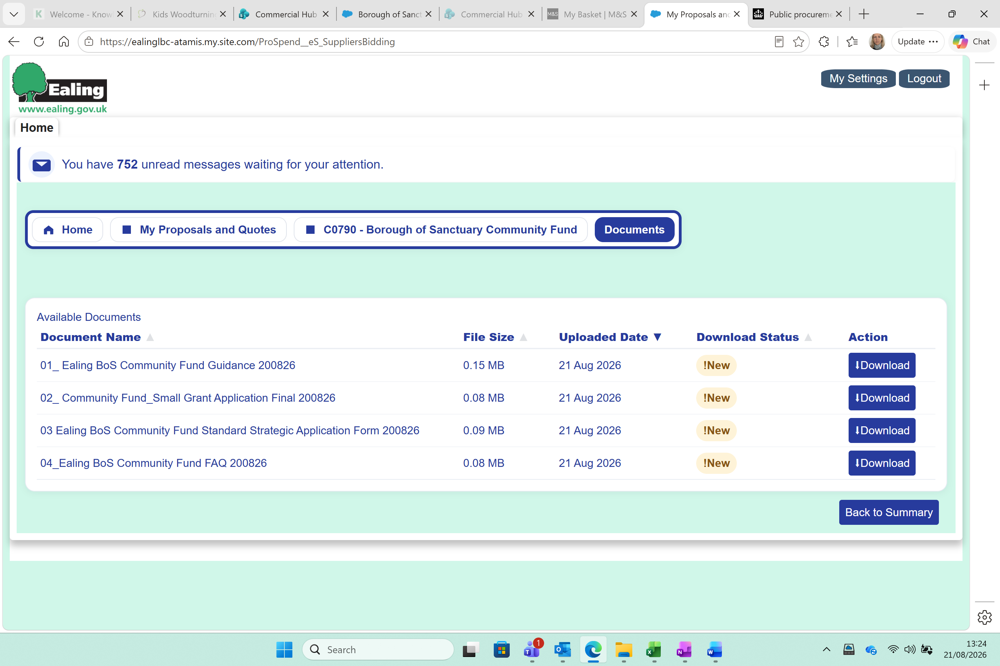 Welcome - Know
Kids Woodturning
Commercial Hub
Borough of Sanct
Commercial Hub
M&S
My Basket | M&S
My Proposals and
Public procureme
https://ealinglbc-atamis.my.site.com/ProSpend__eS_SuppliersBidding
Update
Chat
Ealing
www.ealing.gov.uk
My Settings
Logout
Home
You have 752 unread messages waiting for your attention.
Home
My Proposals and Quotes
C0790 - Borough of Sanctuary Community Fund
Documents
Available Documents
Document Name ▲ File Size ▲ Uploaded Date ▼ Download Status ▲ Action
01_ Ealing BoS Community Fund Guidance 200826 0.15 MB 21 Aug 2026 !New ⬇Download
02_ Community Fund_Small Grant Application Final 200826 0.08 MB 21 Aug 2026 !New ⬇Download
03 Ealing BoS Community Fund Standard Strategic Application Form 200826 0.09 MB 21 Aug 2026 !New ⬇Download
04_Ealing BoS Community Fund FAQ 200826 0.08 MB 21 Aug 2026 !New ⬇Download
Back to Summary
Search
1
13:24
21/08/2026